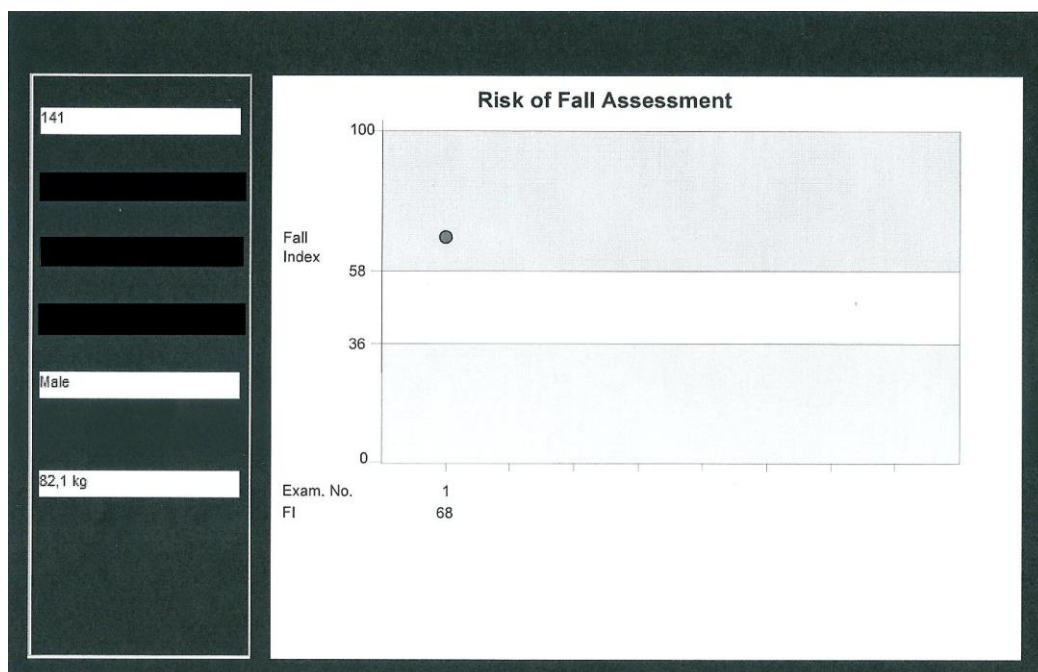 141
Male
82,1 kg
Risk of Fall Assessment
100
Fall
Index
58
36
0
Exam. No. 1
FI 68